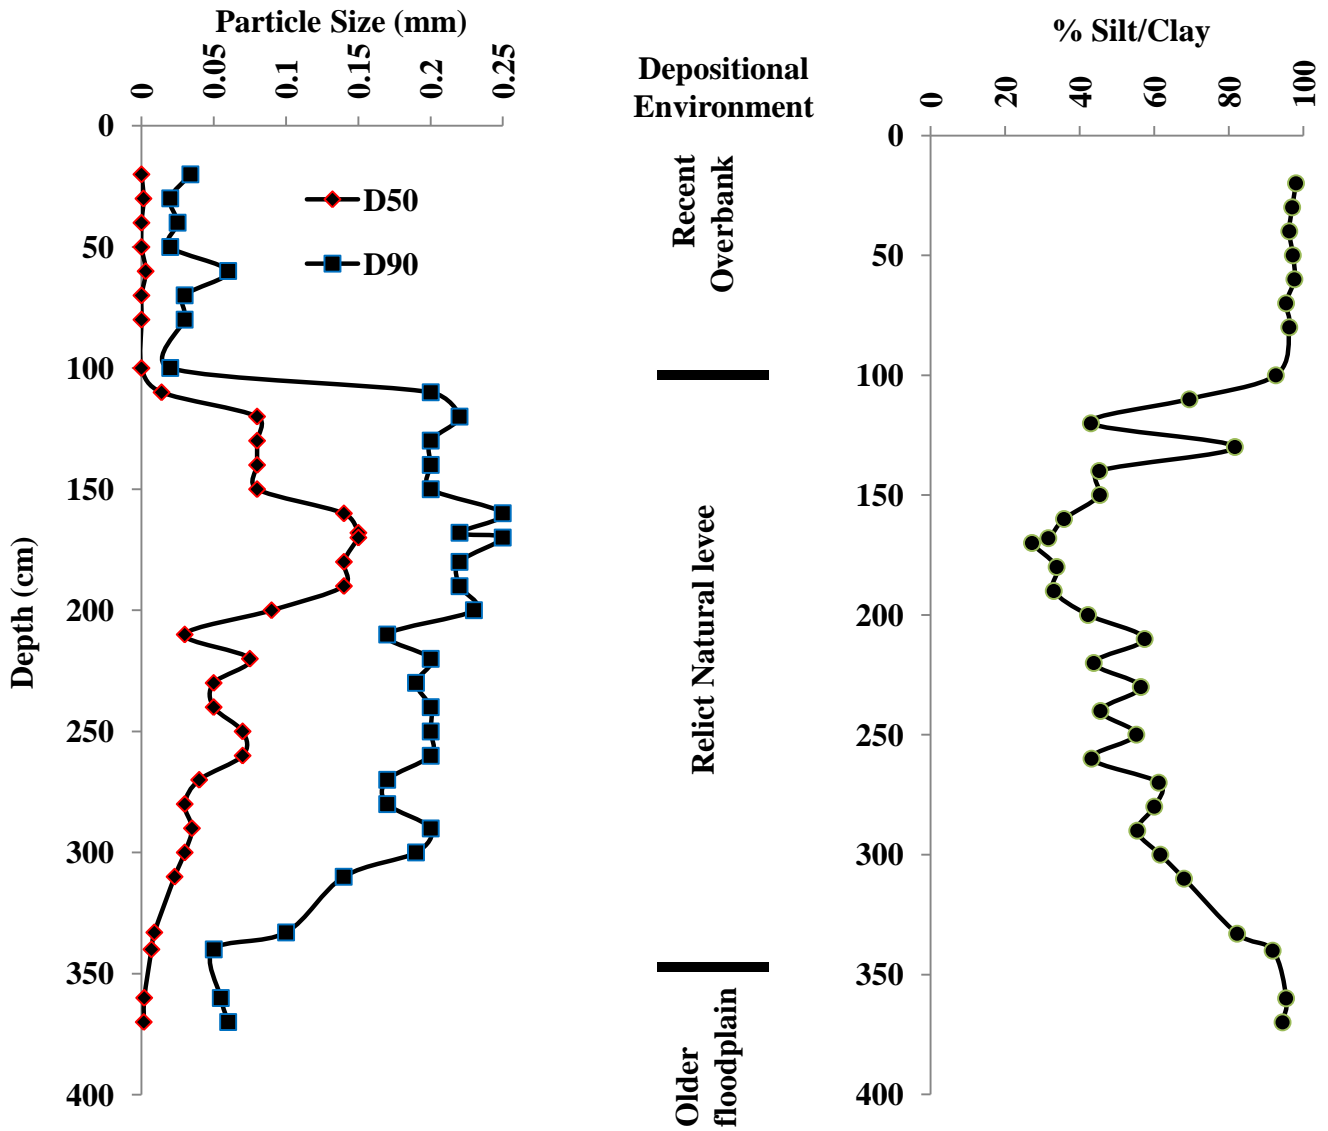 Particle Size (mm)
0 0.05 0.1 0.15 0.2 0.25
Depth (cm)
0
50
100
150
200
250
300
350
400
D50
D90
Depositional
Environment
Recent
Overbank
Relict Natural levee
Older
floodplain
% Silt/Clay
0 20 40 60 80 100
0
50
100
150
200
250
300
350
400